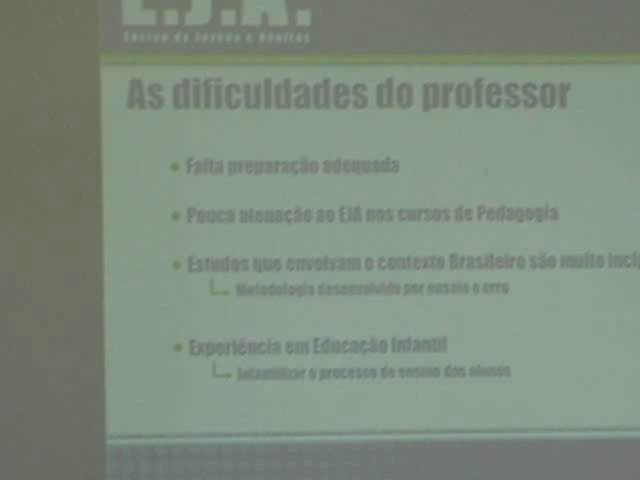 E.J.A.
Ensino de Jovens e Adultos
As dificuldades do professor
• Falta preparação adequada
• Pouca atenação ao EJA nos cursos de Pedagogia
• Estudos que envolvam o contexto Brasileiro são muito
Metodologia desenvolvida por ensaio e erro
• Experiência em Educação Infantil
Infantilizar o processo de ensino dos alunos